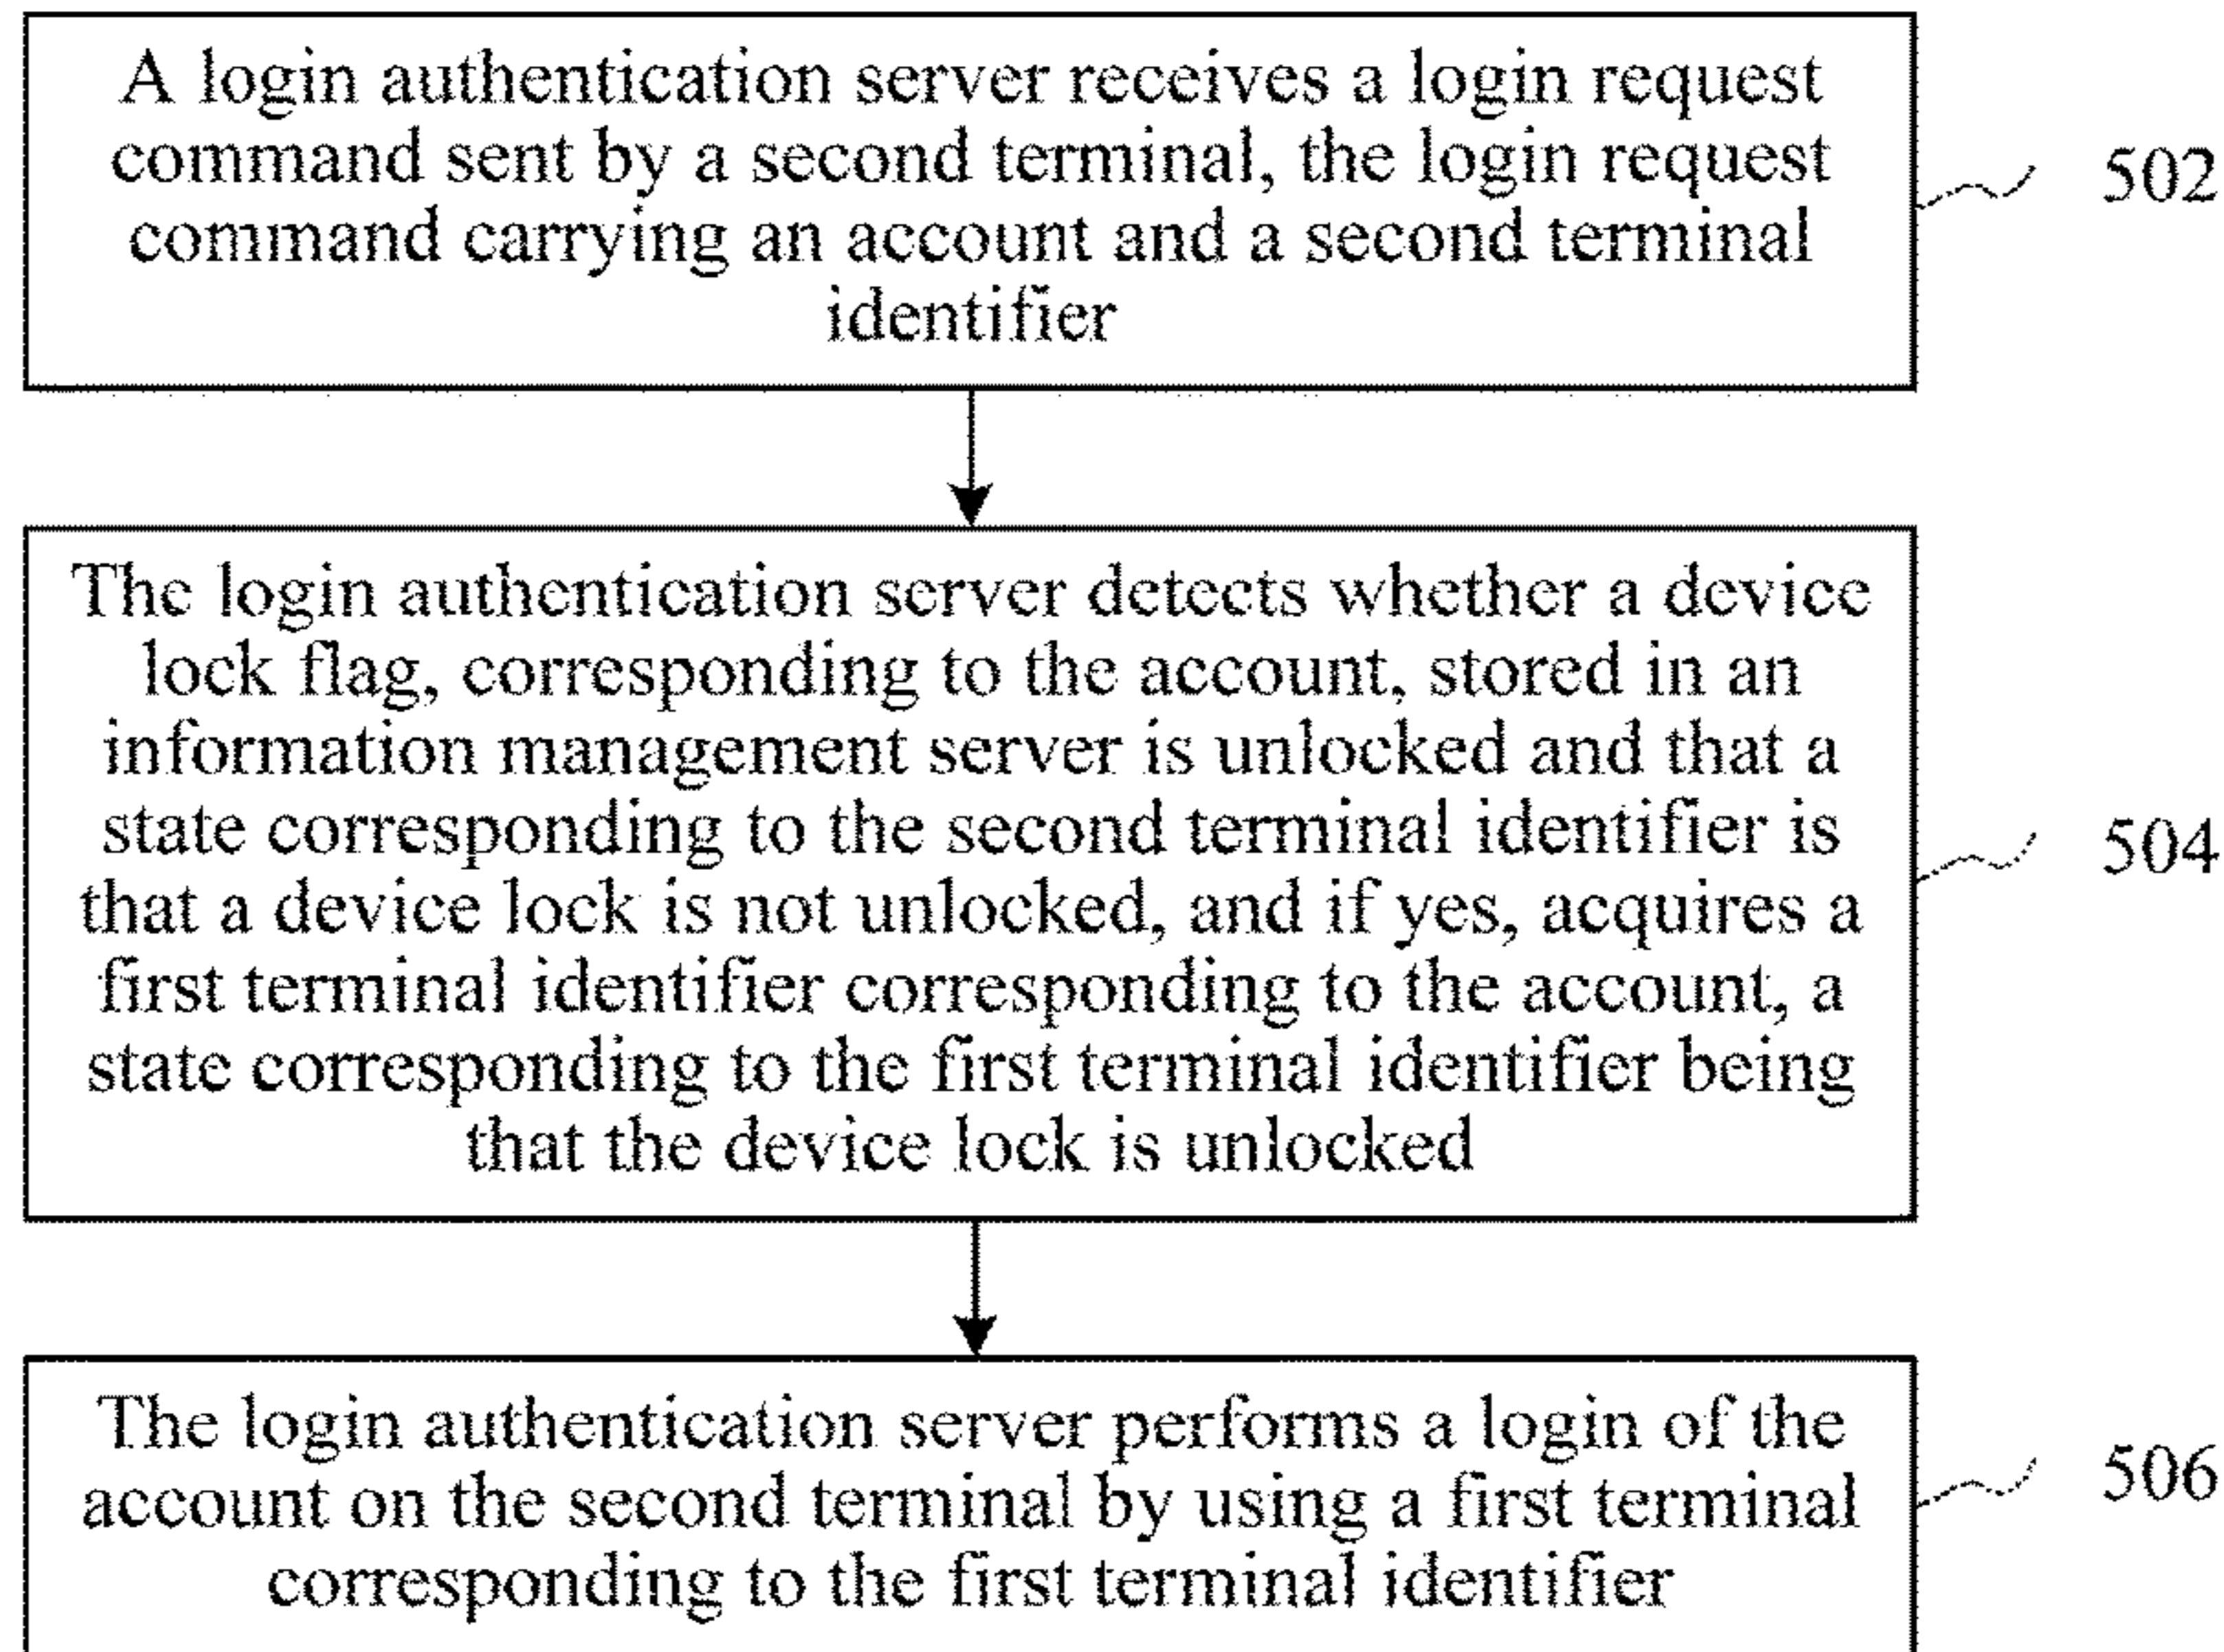 A login authentication server receives a login request
command sent by a second terminal, the login request
command carrying an account and a second terminal
identifier
502
The login authentication server detects whether a device
lock flag, corresponding to the account, stored in an
information management server is unlocked and that a
state corresponding to the second terminal identifier is
that a device lock is not unlocked, and if yes, acquires a
first terminal identifier corresponding to the account, a
state corresponding to the first terminal identifier being
that the device lock is unlocked
504
The login authentication server performs a login of the
account on the second terminal by using a first terminal
corresponding to the first terminal identifier
506